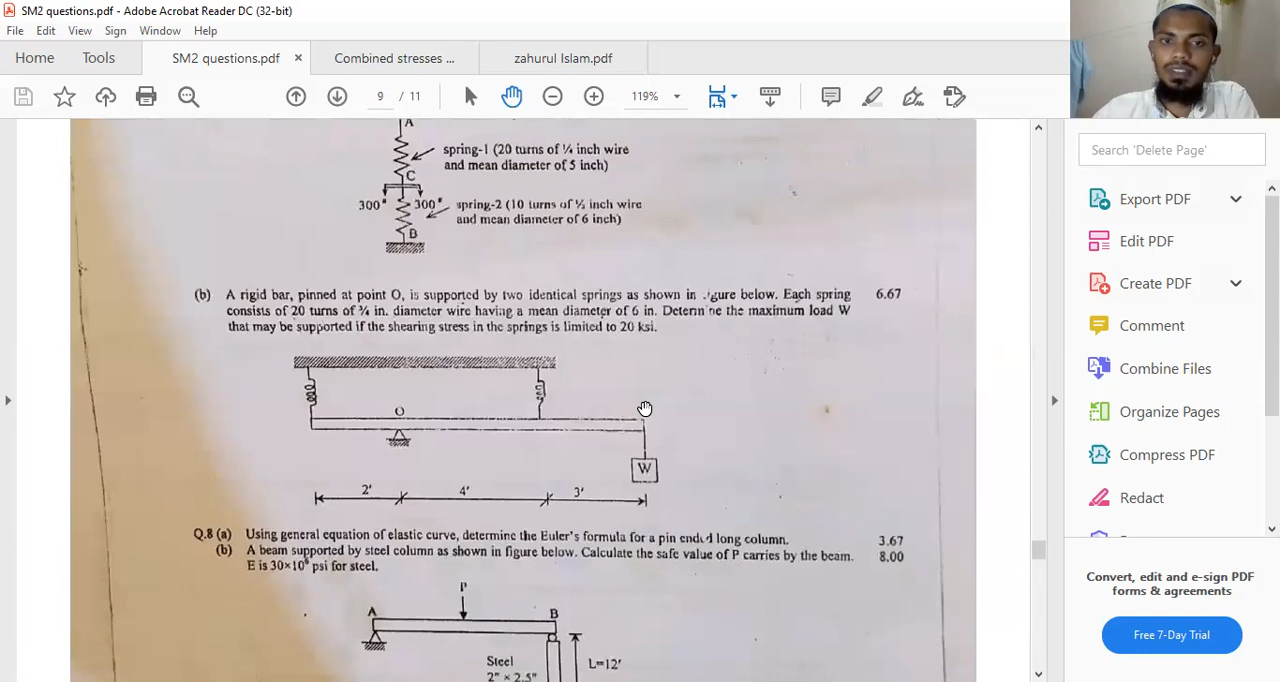 SM2 questions.pdf - Adobe Acrobat Reader DC (32-bit)
File Edit View Sign Window Help
Home Tools SM2 questions.pdf × Combined stresses ... zahurul Islam.pdf
9 / 11 119%
A
spring-1 (20 turns of ¼ inch wire
and mean diameter of 5 inch)
C
300# 300# spring-2 (10 turns of ½ inch wire
and mean diameter of 6 inch)
B
(b) A rigid bar, pinned at point O, is supported by two identical springs as shown in .gure below. Each spring 6.67
consists of 20 turns of ¾ in. diameter wire having a mean diameter of 6 in. Determ ne the maximum load W
that may be supported if the shearing stress in the springs is limited to 20 ksi.
O
W
2' 4' 3'
Q.8 (a) Using general equation of elastic curve, determine the Euler's formula for a pin ended long column. 3.67
(b) A beam supported by steel column as shown in figure below. Calculate the safe value of P carries by the beam. 8.00
E is 30×10⁶ psi for steel.
P
A B
Steel L=12'
2" × 2.5"
Search 'Delete Page'
Export PDF
Edit PDF
Create PDF
Comment
Combine Files
Organize Pages
Compress PDF
Redact
Convert, edit and e-sign PDF
forms & agreements
Free 7-Day Trial